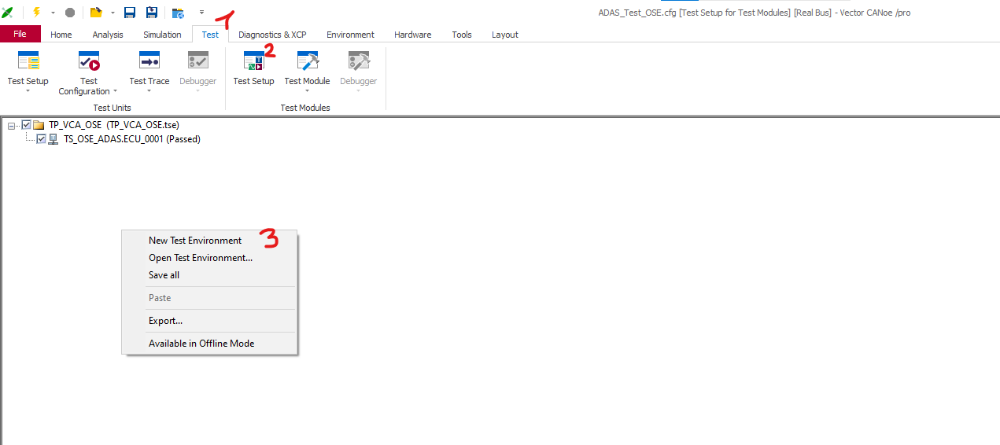 ADAS_Test_OSE.cfg [Test Setup for Test Modules] [Real Bus] - Vector CANoe /pro
1
File Home Analysis Simulation Test Diagnostics & XCP Environment Hardware Tools Layout
2
Test Setup Test Configuration Test Trace Debugger Test Setup Test Module Debugger
Test Units Test Modules
TP_VCA_OSE (TP_VCA_OSE.tse)
TS_OSE_ADAS.ECU_0001 (Passed)
New Test Environment 3
Open Test Environment...
Save all
Paste
Export...
Available in Offline Mode